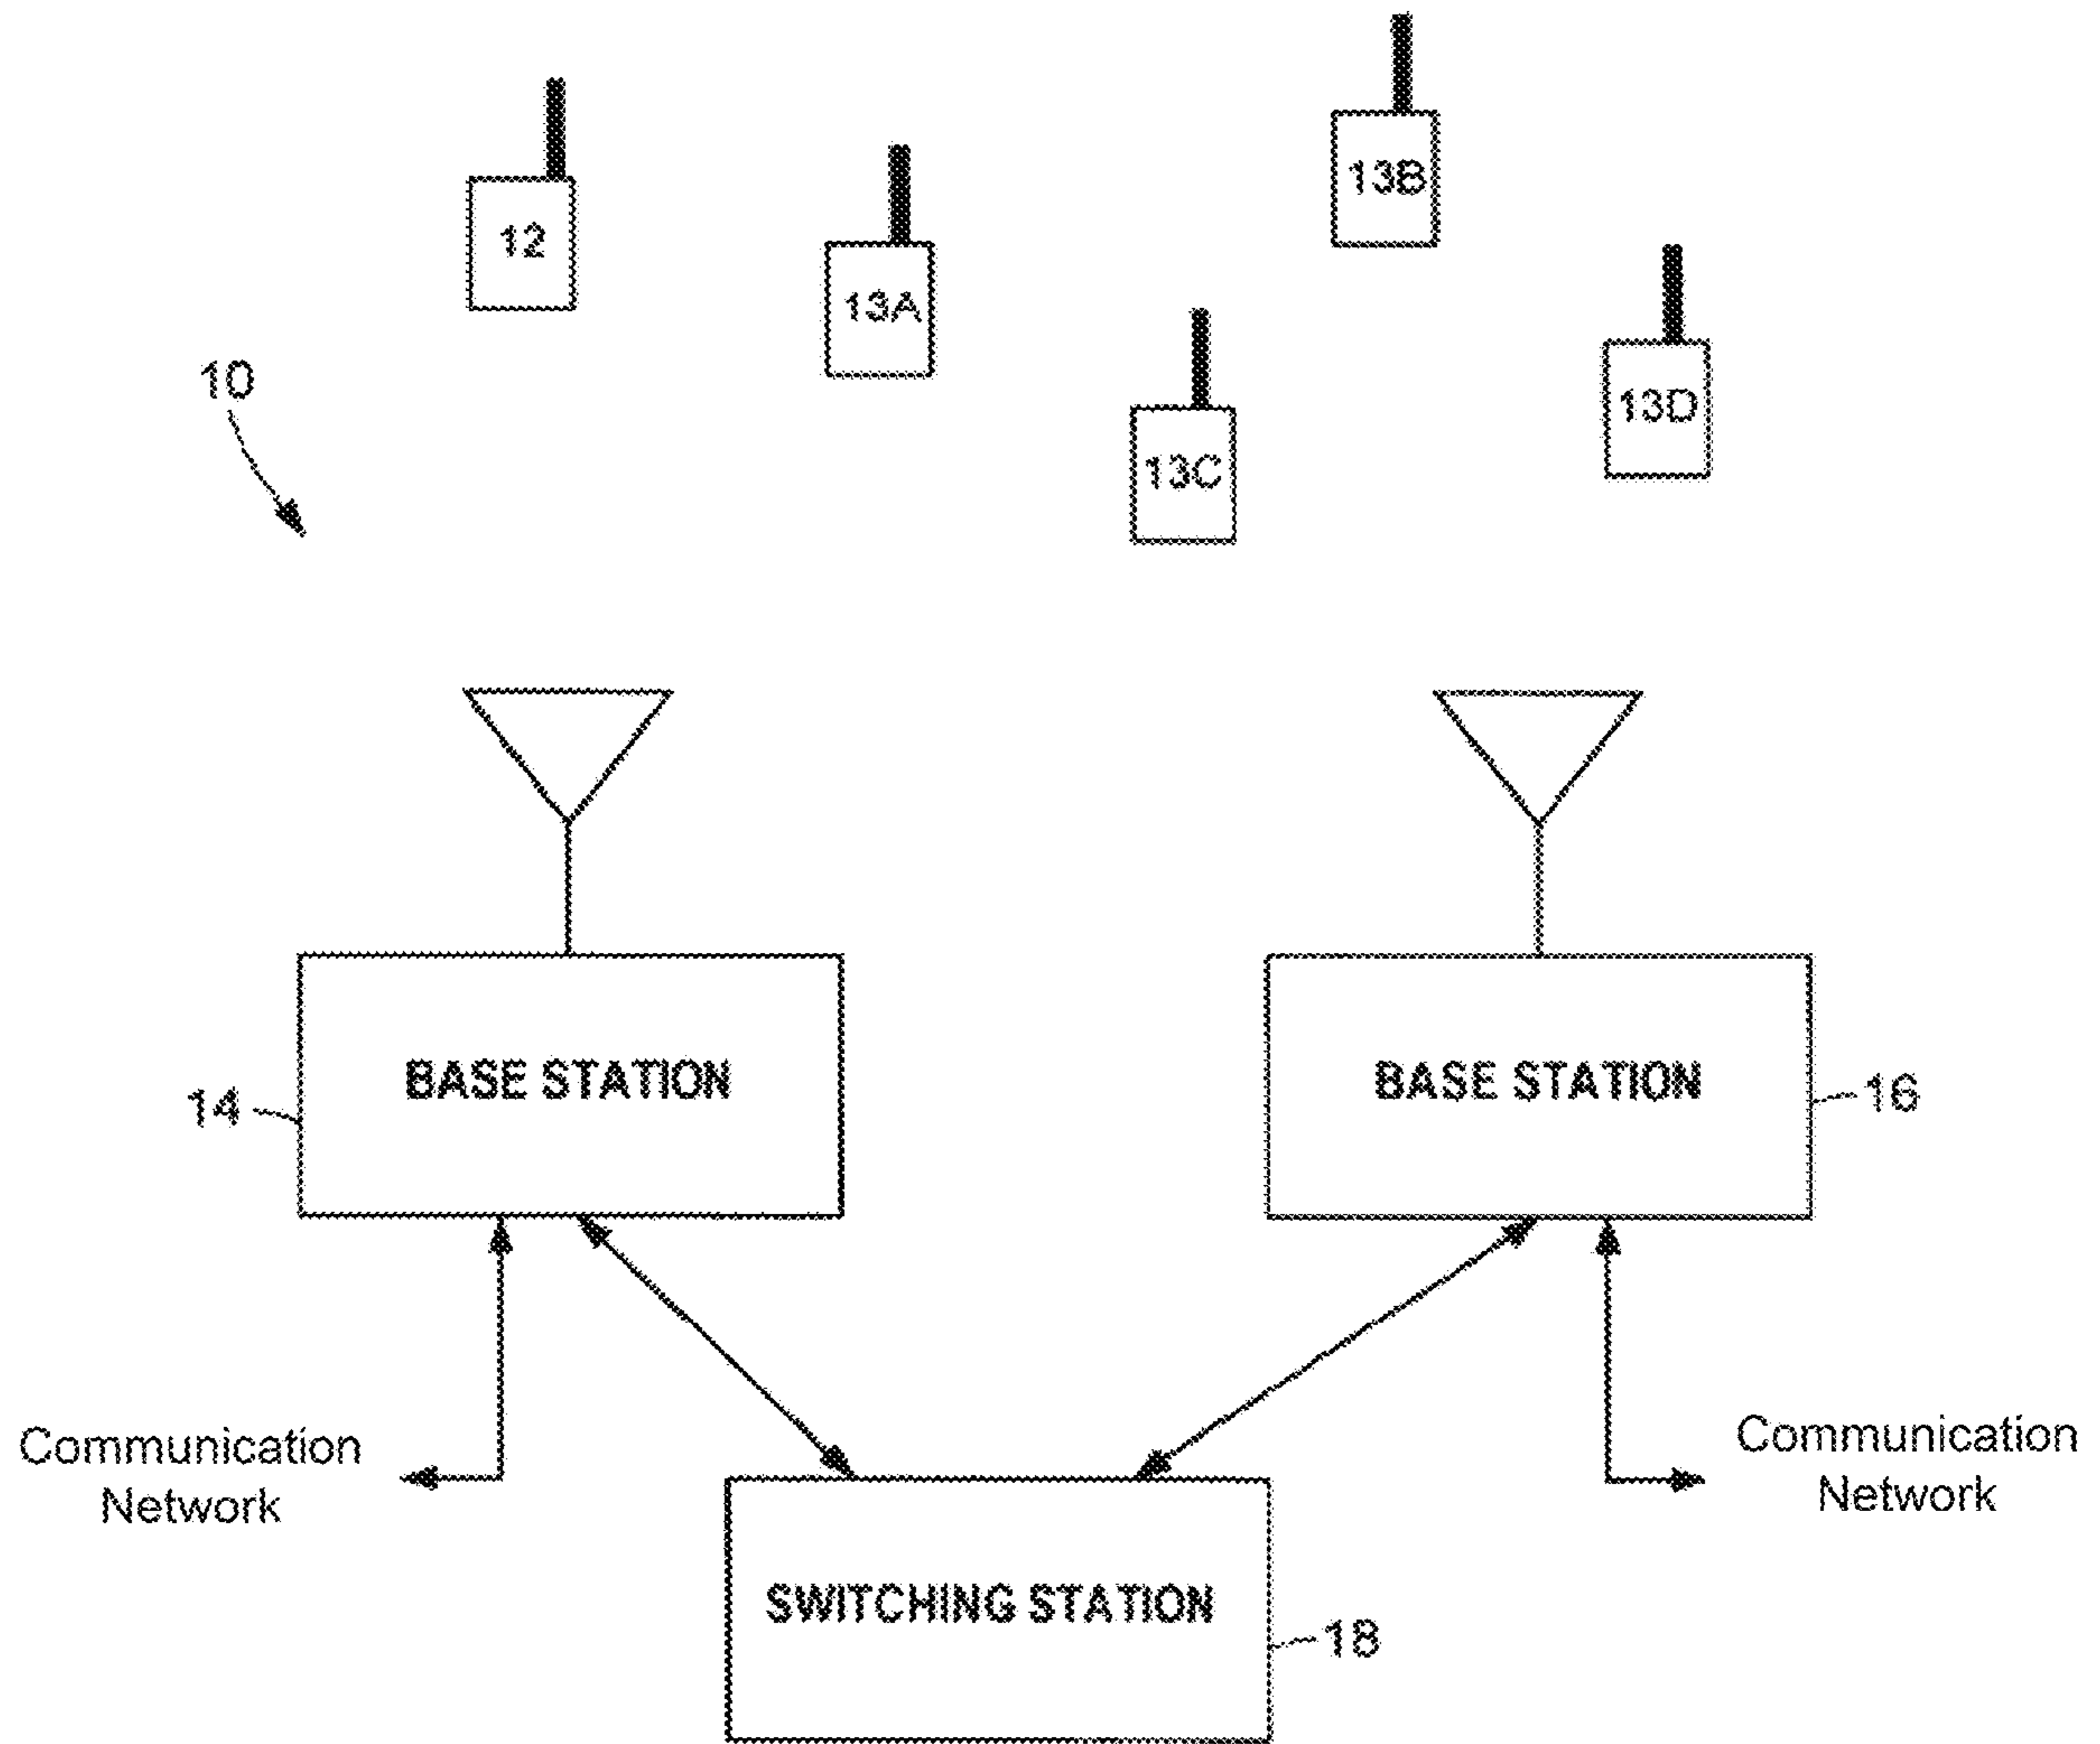 13B
12
13A
10
13D
13C
BASE STATION
BASE STATION
14
16
Communication
Network
Communication
Network
SWITCHING STATION
18